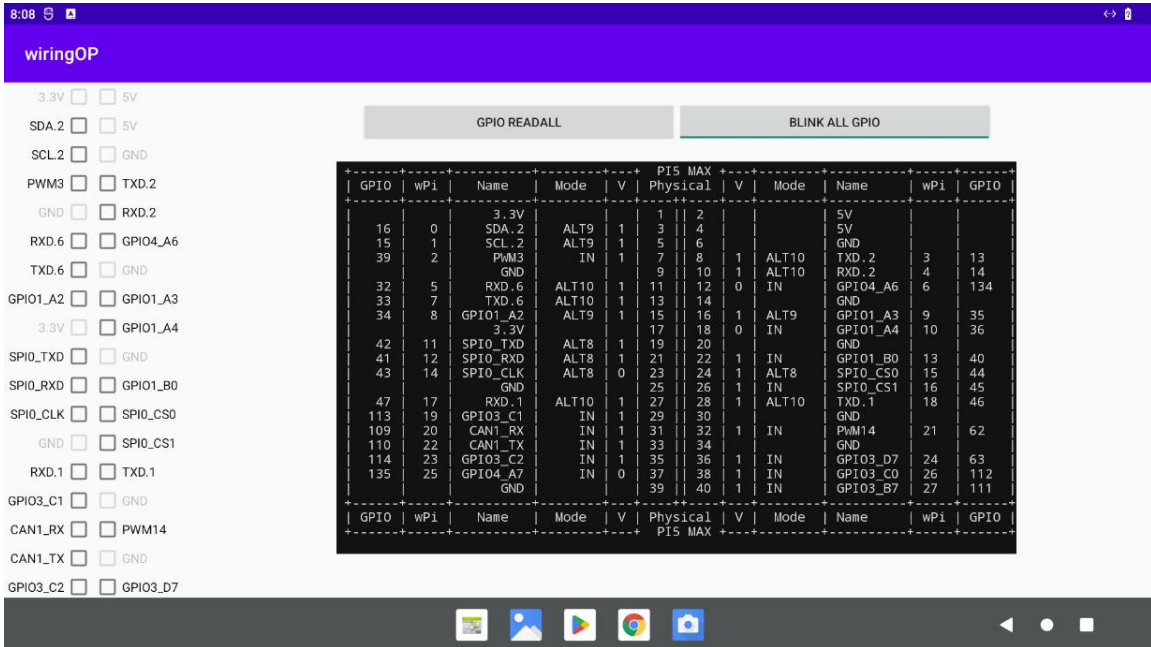 8:08
wiringOP
3.3V 5V
SDA.2 5V
SCL.2 GND
PWM3 TXD.2
GND RXD.2
RXD.6 GPIO4_A6
TXD.6 GND
GPIO1_A2 GPIO1_A3
3.3V GPIO1_A4
SPI0_TXD GND
SPI0_RXD GPIO1_B0
SPI0_CLK SPI0_CS0
GND SPI0_CS1
RXD.1 TXD.1
GPIO3_C1 GND
CAN1_RX PWM14
CAN1_TX GND
GPIO3_C2 GPIO3_D7
GPIO READALL
BLINK ALL GPIO
+------+-----+----------+--------+---+ PI5 MAX +---+--------+----------+-----+------+
| GPIO | wPi | Name | Mode | V | Physical | V | Mode | Name | wPi | GPIO |
+------+-----+----------+--------+---+----++----+---+--------+----------+-----+------+
| | | 3.3V | | | 1 || 2 | | | 5V | | |
| 16 | 0 | SDA.2 | ALT9 | 1 | 3 || 4 | | | 5V | | |
| 15 | 1 | SCL.2 | ALT9 | 1 | 5 || 6 | | | GND | | |
| 39 | 2 | PWM3 | IN | 1 | 7 || 8 | 1 | ALT10 | TXD.2 | 3 | 13 |
| | | GND | | | 9 || 10 | 1 | ALT10 | RXD.2 | 4 | 14 |
| 32 | 5 | RXD.6 | ALT10 | 1 | 11 || 12 | 0 | IN | GPIO4_A6 | 6 | 134 |
| 33 | 7 | TXD.6 | ALT10 | 1 | 13 || 14 | | | GND | | |
| 34 | 8 | GPIO1_A2 | ALT9 | 1 | 15 || 16 | 1 | ALT9 | GPIO1_A3 | 9 | 35 |
| | | 3.3V | | | 17 || 18 | 0 | IN | GPIO1_A4 | 10 | 36 |
| 42 | 11 | SPI0_TXD | ALT8 | 1 | 19 || 20 | | | GND | | |
| 41 | 12 | SPI0_RXD | ALT8 | 1 | 21 || 22 | 1 | IN | GPIO1_B0 | 13 | 40 |
| 43 | 14 | SPI0_CLK | ALT8 | 0 | 23 || 24 | 1 | ALT8 | SPI0_CS0 | 15 | 44 |
| | | GND | | | 25 || 26 | 1 | IN | SPI0_CS1 | 16 | 45 |
| 47 | 17 | RXD.1 | ALT10 | 1 | 27 || 28 | 1 | ALT10 | TXD.1 | 18 | 46 |
| 113 | 19 | GPIO3_C1 | IN | 1 | 29 || 30 | | | GND | | |
| 109 | 20 | CAN1_RX | IN | 1 | 31 || 32 | 1 | IN | PWM14 | 21 | 62 |
| 110 | 22 | CAN1_TX | IN | 1 | 33 || 34 | | | GND | | |
| 114 | 23 | GPIO3_C2 | IN | 1 | 35 || 36 | 1 | IN | GPIO3_D7 | 24 | 63 |
| 135 | 25 | GPIO4_A7 | IN | 0 | 37 || 38 | 1 | IN | GPIO3_C0 | 26 | 112 |
| | | GND | | | 39 || 40 | 1 | IN | GPIO3_B7 | 27 | 111 |
+------+-----+----------+--------+---+----++----+---+--------+----------+-----+------+
| GPIO | wPi | Name | Mode | V | Physical | V | Mode | Name | wPi | GPIO |
+------+-----+----------+--------+---+ PI5 MAX +---+--------+----------+-----+------+